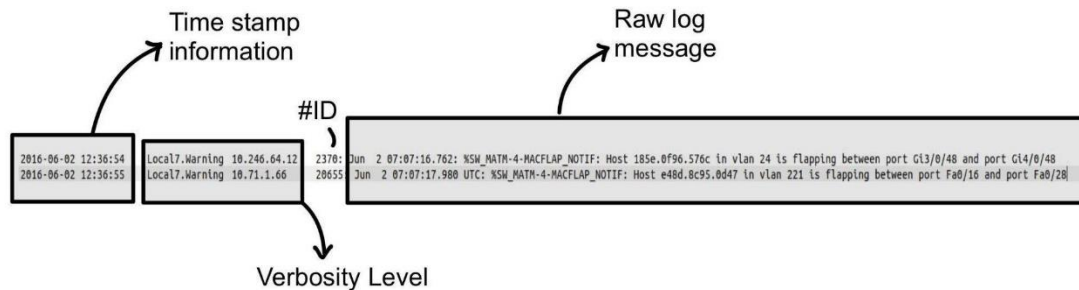 Time stamp
information
Raw log
message
#ID
2016-06-02 12:36:54 Local7.Warning 10.246.64.12 2370: Jun 2 07:07:16.762: %SW_MATM-4-MACFLAP_NOTIF: Host 185e.0f96.576c in vlan 24 is flapping between port Gi3/0/48 and port Gi4/0/48
2016-06-02 12:36:55 Local7.Warning 10.71.1.66 20655: Jun 2 07:07:17.980 UTC: %SW_MATM-4-MACFLAP_NOTIF: Host e48d.8c95.0d47 in vlan 221 is flapping between port Fa0/16 and port Fa0/28
Verbosity Level